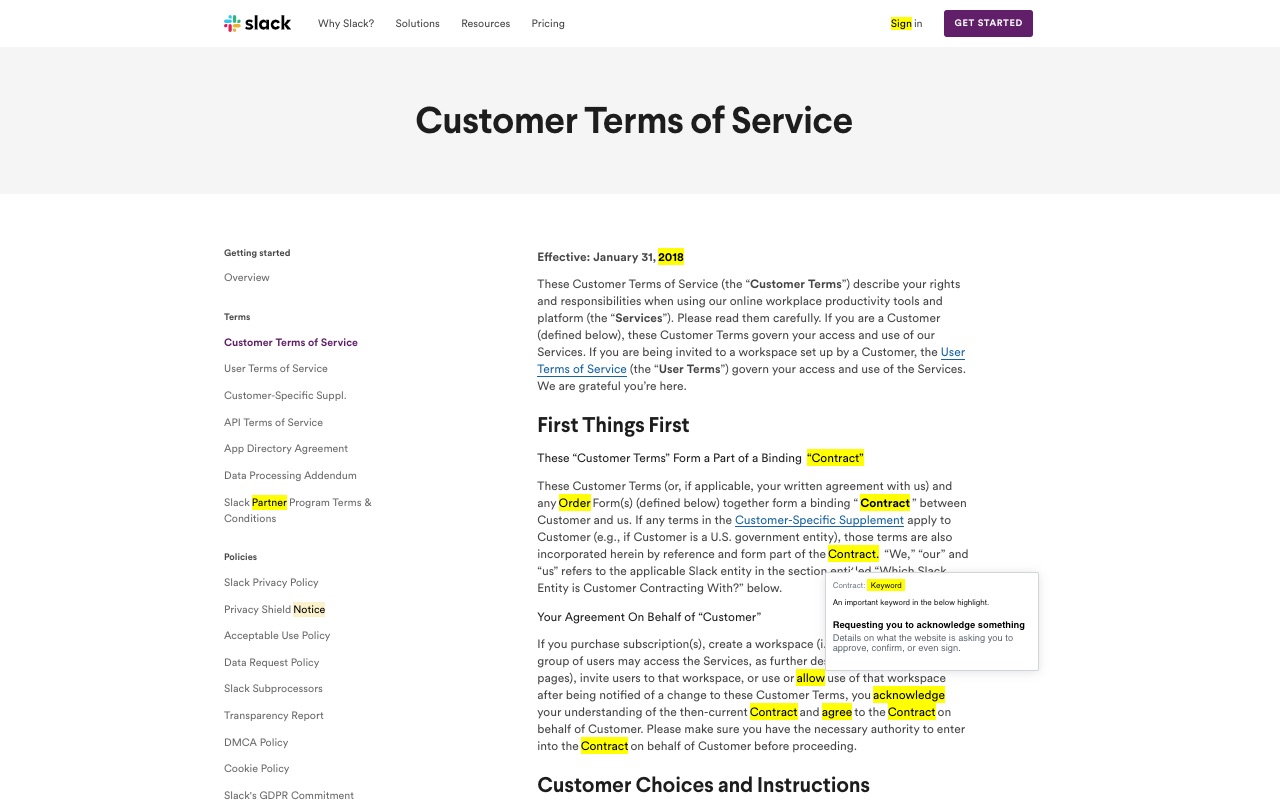 slack
Why Slack?
Solutions
Resources
Pricing
Sign in
GET STARTED
Customer Terms of Service
Getting started
Overview
Terms
Customer Terms of Service
User Terms of Service
Customer-Specific Suppl.
API Terms of Service
App Directory Agreement
Data Processing Addendum
Slack Partner Program Terms &
Conditions
Policies
Slack Privacy Policy
Privacy Shield Notice
Acceptable Use Policy
Data Request Policy
Slack Subprocessors
Transparency Report
DMCA Policy
Cookie Policy
Slack's GDPR Commitment
Effective: January 31, 2018
These Customer Terms of Service (the “Customer Terms”) describe your rights
and responsibilities when using our online workplace productivity tools and
platform (the “Services”). Please read them carefully. If you are a Customer
(defined below), these Customer Terms govern your access and use of our
Services. If you are being invited to a workspace set up by a Customer, the User
Terms of Service (the “User Terms”) govern your access and use of the Services.
We are grateful you’re here.
First Things First
These “Customer Terms” Form a Part of a Binding “Contract”
These Customer Terms (or, if applicable, your written agreement with us) and
any Order Form(s) (defined below) together form a binding “ Contract ” between
Customer and us. If any terms in the Customer-Specific Supplement apply to
Customer (e.g., if Customer is a U.S. government entity), those terms are also
incorporated herein by reference and form part of the Contract. “We,” “our” and
“us” refers to the applicable Slack entity in the section entitled “Which Slack
Entity is Customer Contracting With?” below.
Your Agreement On Behalf of “Customer”
If you purchase subscription(s), create a workspace
group of users may access the Services, as further
pages), invite users to that workspace, or use or allow use of that workspace
after being notified of a change to these Customer Terms, you acknowledge
your understanding of the then-current Contract and agree to the Contract on
behalf of Customer. Please make sure you have the necessary authority to enter
into the Contract on behalf of Customer before proceeding.
Customer Choices and Instructions
Contract: Keyword
An important keyword in the below highlight.
Requesting you to acknowledge something
Details on what the website is asking you to
approve, confirm, or even sign.